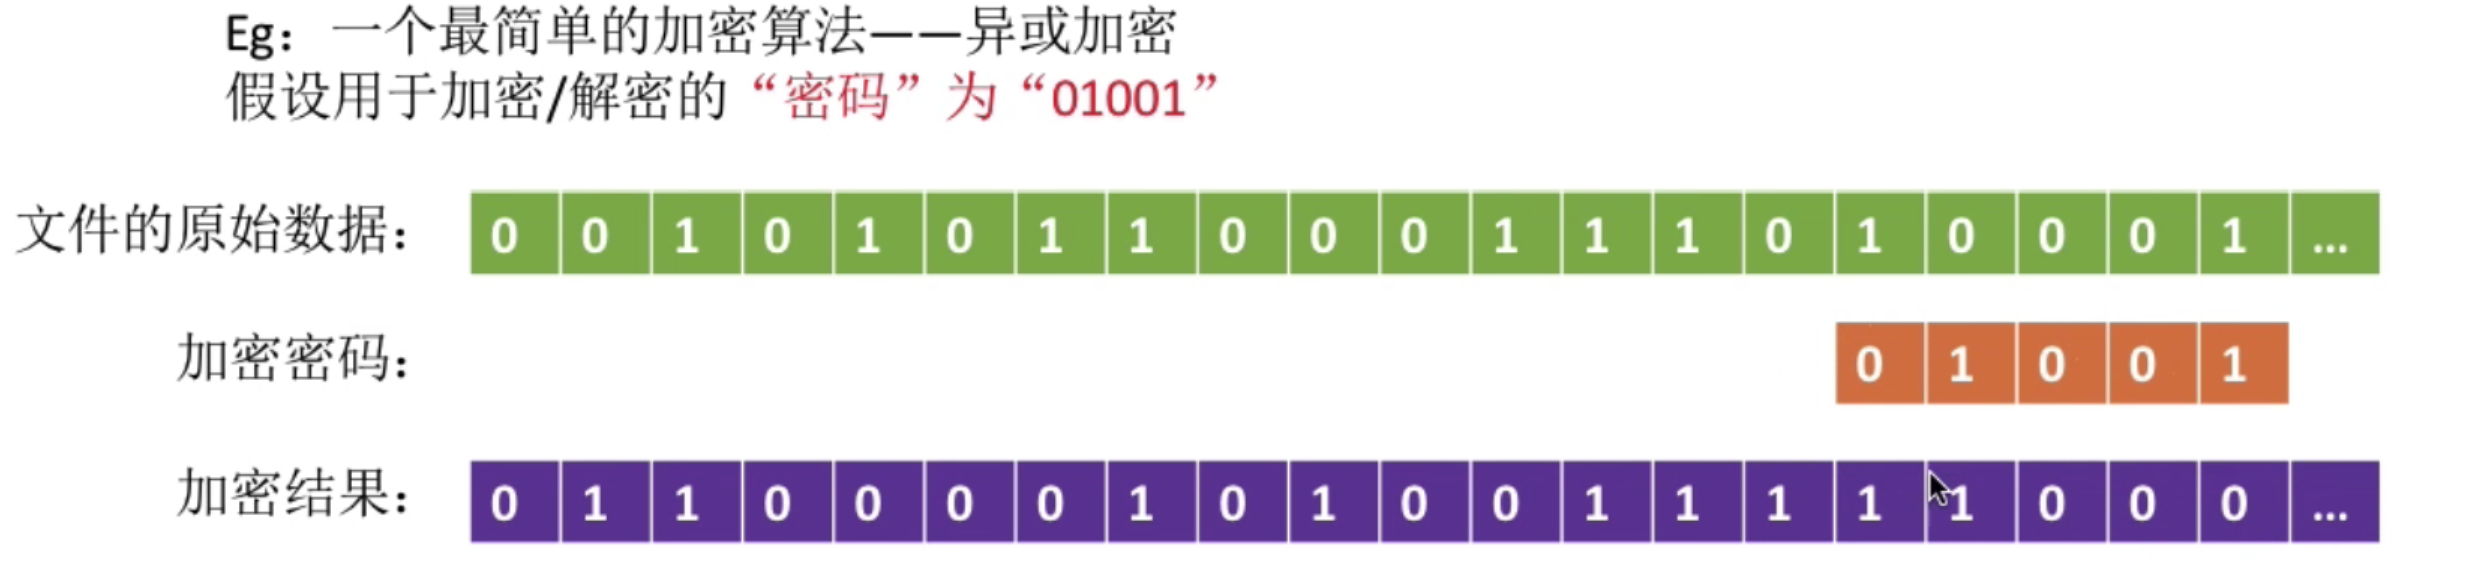 Eg：一个最简单的加密算法——异或加密
假设用于加密/解密的“密码”为“01001”
文件的原始数据： 0 0 1 0 1 0 1 1 0 0 0 1 1 1 0 1 0 0 0 1 ...
加密密码： 0 1 0 0 1
加密结果： 0 1 1 0 0 0 0 1 0 1 0 0 1 1 1 1 1 0 0 0 ...